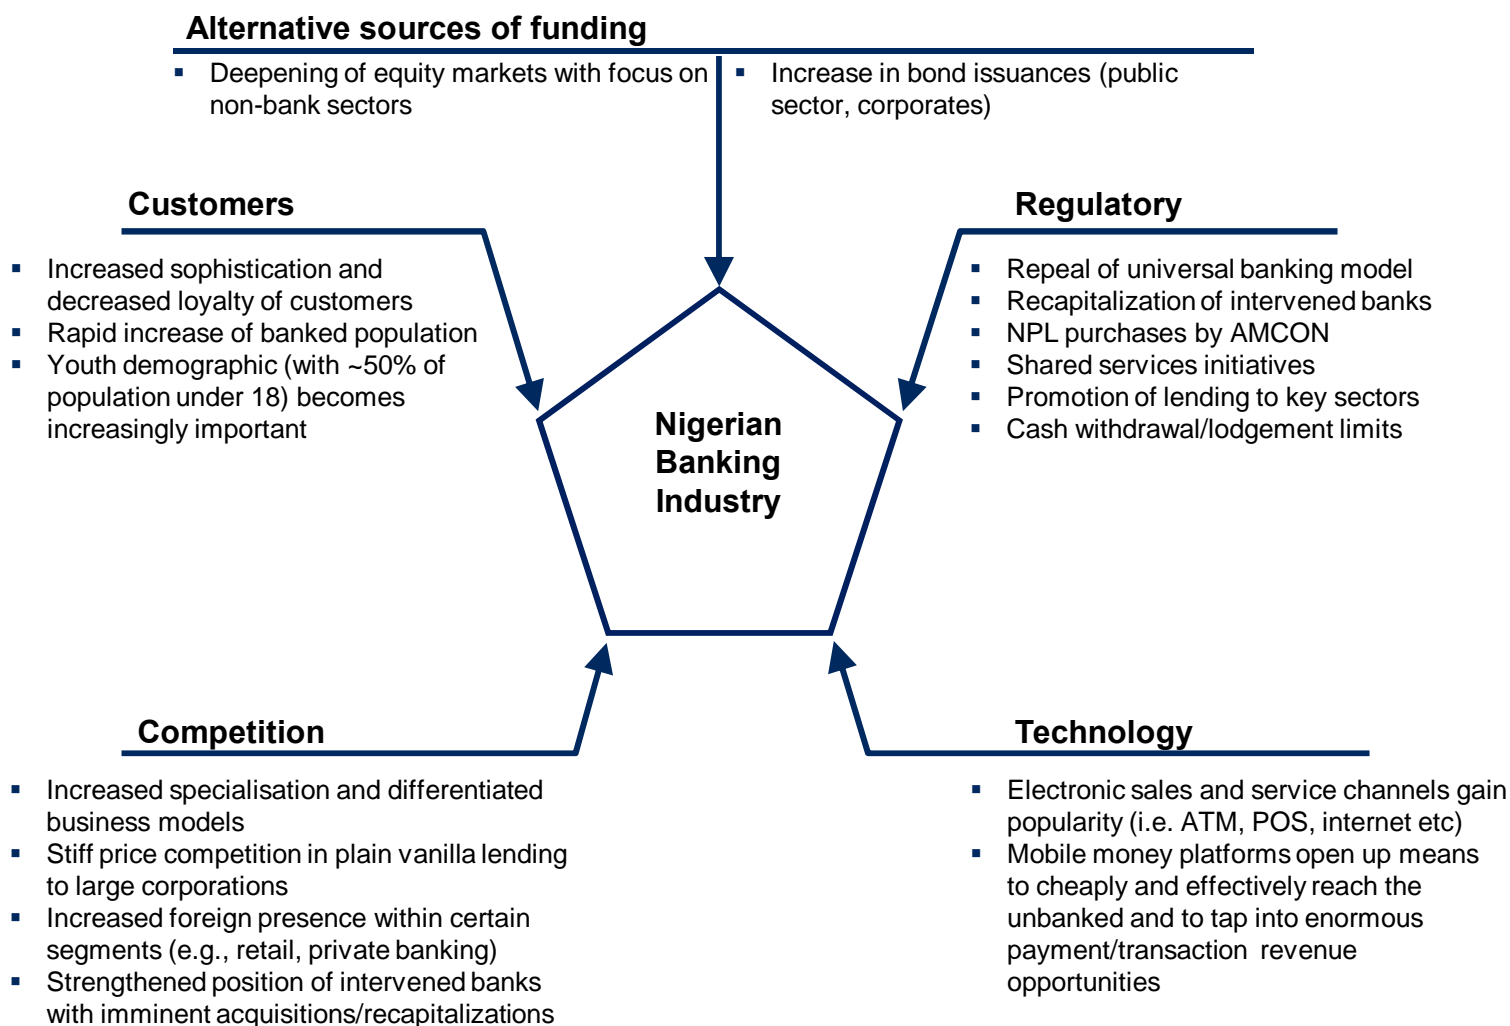 Alternative sources of funding
▪ Deepening of equity markets with focus on
non-bank sectors
▪ Increase in bond issuances (public
sector, corporates)
Customers
▪ Increased sophistication and
decreased loyalty of customers
▪ Rapid increase of banked population
▪ Youth demographic (with ~50% of
population under 18) becomes
increasingly important
Regulatory
▪ Repeal of universal banking model
▪ Recapitalization of intervened banks
▪ NPL purchases by AMCON
▪ Shared services initiatives
▪ Promotion of lending to key sectors
▪ Cash withdrawal/lodgement limits
Nigerian
Banking
Industry
Competition
▪ Increased specialisation and differentiated
business models
▪ Stiff price competition in plain vanilla lending
to large corporations
▪ Increased foreign presence within certain
segments (e.g., retail, private banking)
▪ Strengthened position of intervened banks
with imminent acquisitions/recapitalizations
Technology
▪ Electronic sales and service channels gain
popularity (i.e. ATM, POS, internet etc)
▪ Mobile money platforms open up means
to cheaply and effectively reach the
unbanked and to tap into enormous
payment/transaction revenue
opportunities